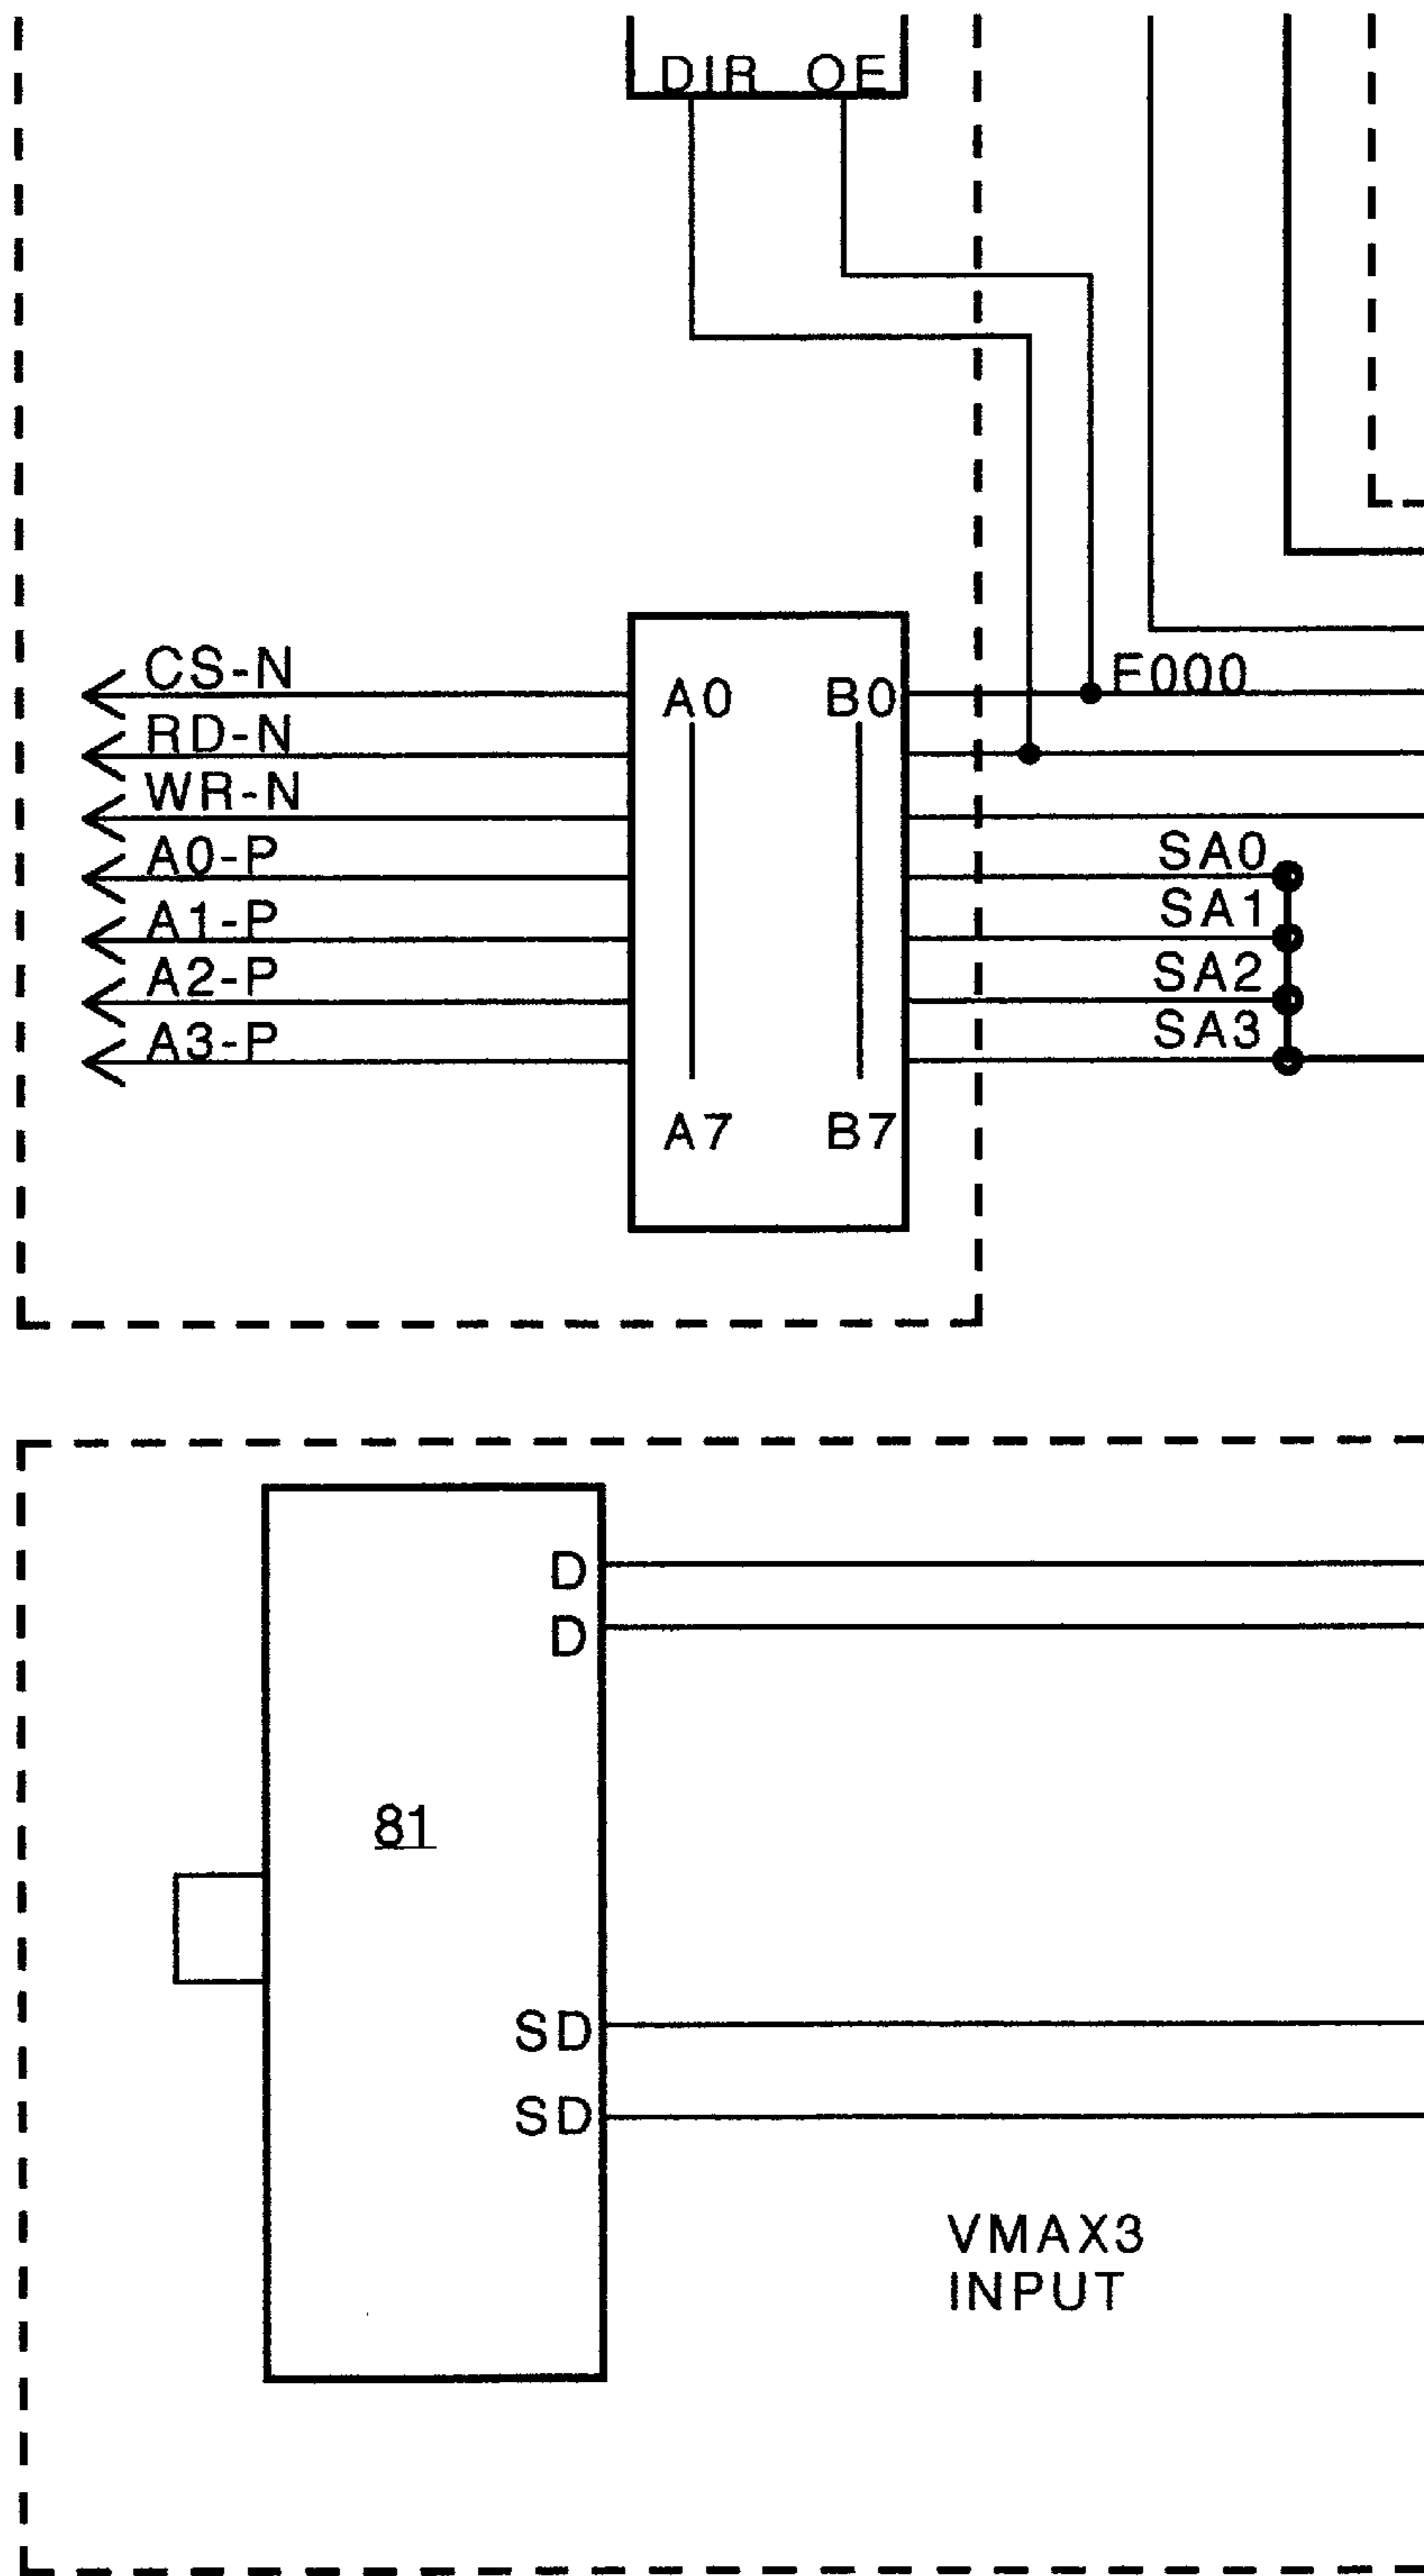 DIR OE
CS-N
RD-N
WR-N
A0-P
A1-P
A2-P
A3-P
A0 B0
A7 B7
F000
SA0
SA1
SA2
SA3
D
D
81
SD
SD
VMAX3
INPUT